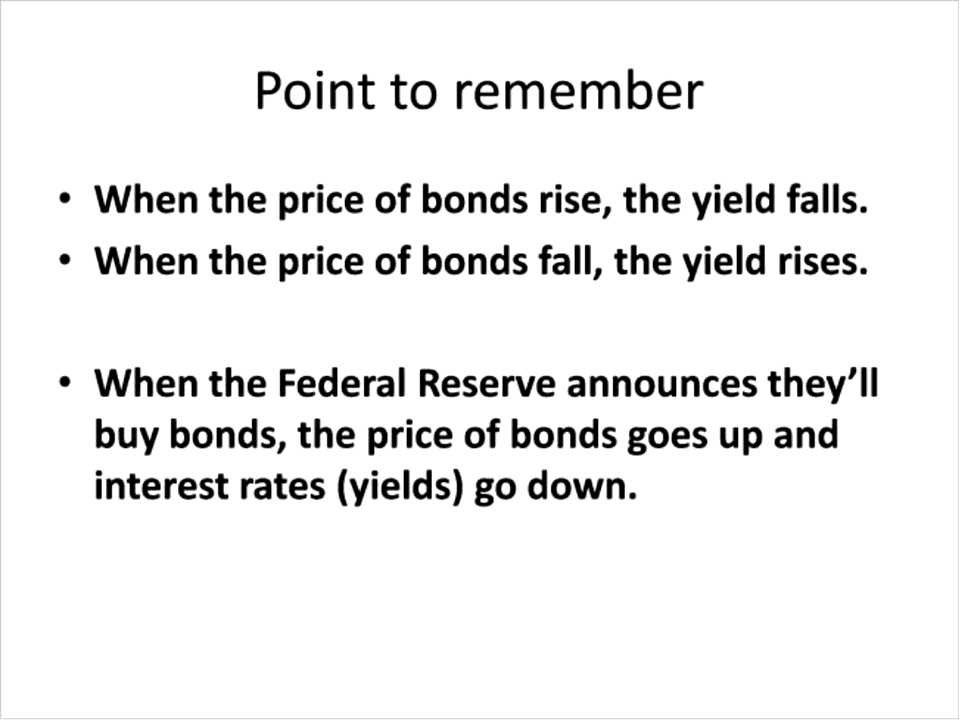 Point to remember
• When the price of bonds rise, the yield falls.
• When the price of bonds fall, the yield rises.
• When the Federal Reserve announces they’ll
buy bonds, the price of bonds goes up and
interest rates (yields) go down.